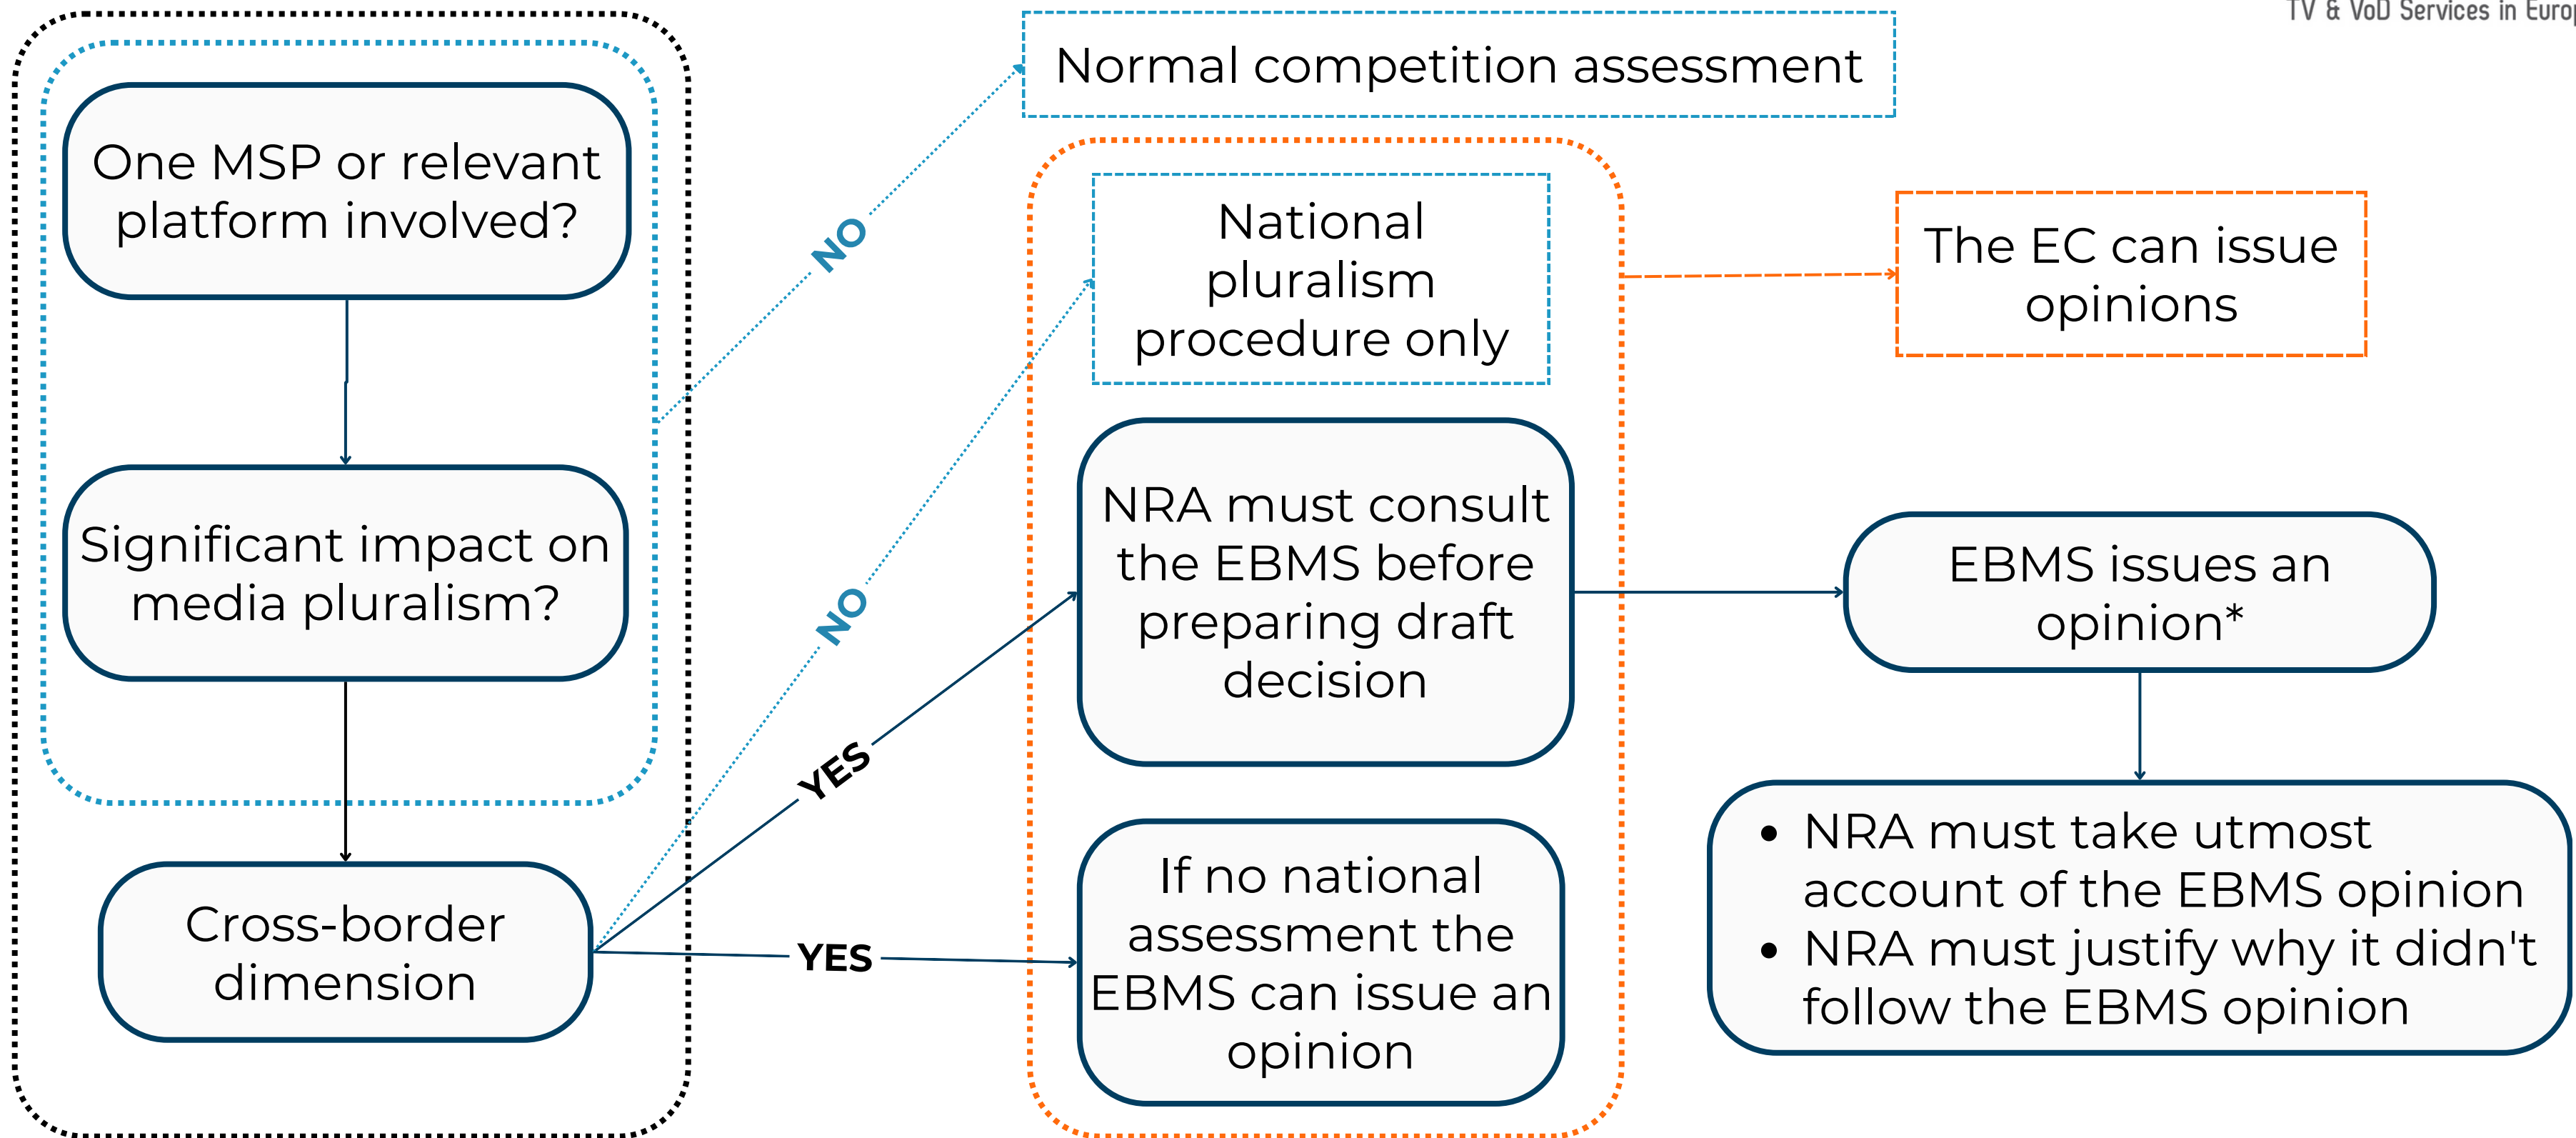 TV & VoD Services in Europ
Normal competition assessment
One MSP or relevant
platform involved?
NO
National
pluralism
procedure only
The EC can issue
opinions
Significant impact on
media pluralism?
NO
NRA must consult
the EBMS before
preparing draft
decision
EBMS issues an
opinion*
YES
Cross-border
dimension
YES
If no national
assessment the
EBMS can issue an
opinion
• NRA must take utmost
account of the EBMS opinion
• NRA must justify why it didn't
follow the EBMS opinion